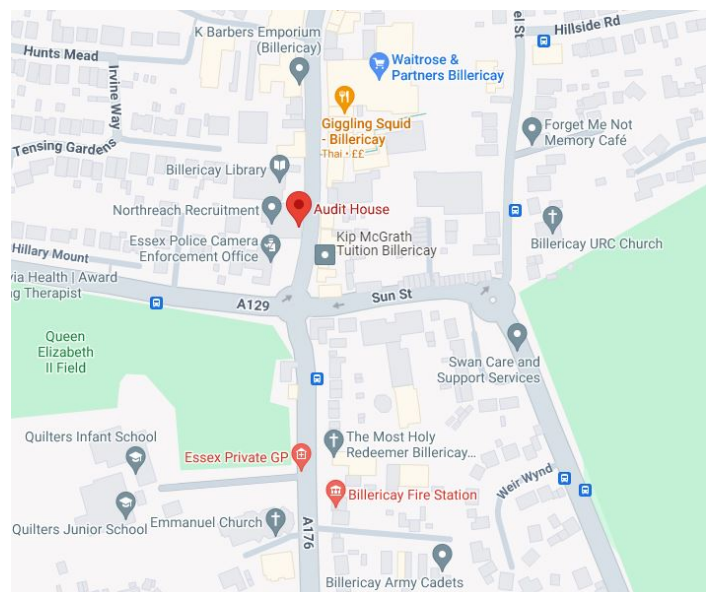 K Barbers Emporium
(Billericay)
Hillside Rd
el St
Hunts Mead
Waitrose &
Partners Billericay
Irvine Way
Giggling Squid
- Billericay
Thai • ££
Forget Me Not
Memory Café
Tensing Gardens
Billericay Library
Northreach Recruitment
Audit House
Essex Police Camera
Enforcement Office
Kip McGrath
Tuition Billericay
Billericay URC Church
Hillary Mount
via Health | Award
g Therapist
A129
Sun St
Queen
Elizabeth
II Field
Swan Care and
Support Services
Quilters Infant School
Essex Private GP
The Most Holy
Redeemer Billericay...
Weir Wynd
Billericay Fire Station
Quilters Junior School
Emmanuel Church
A176
Billericay Army Cadets